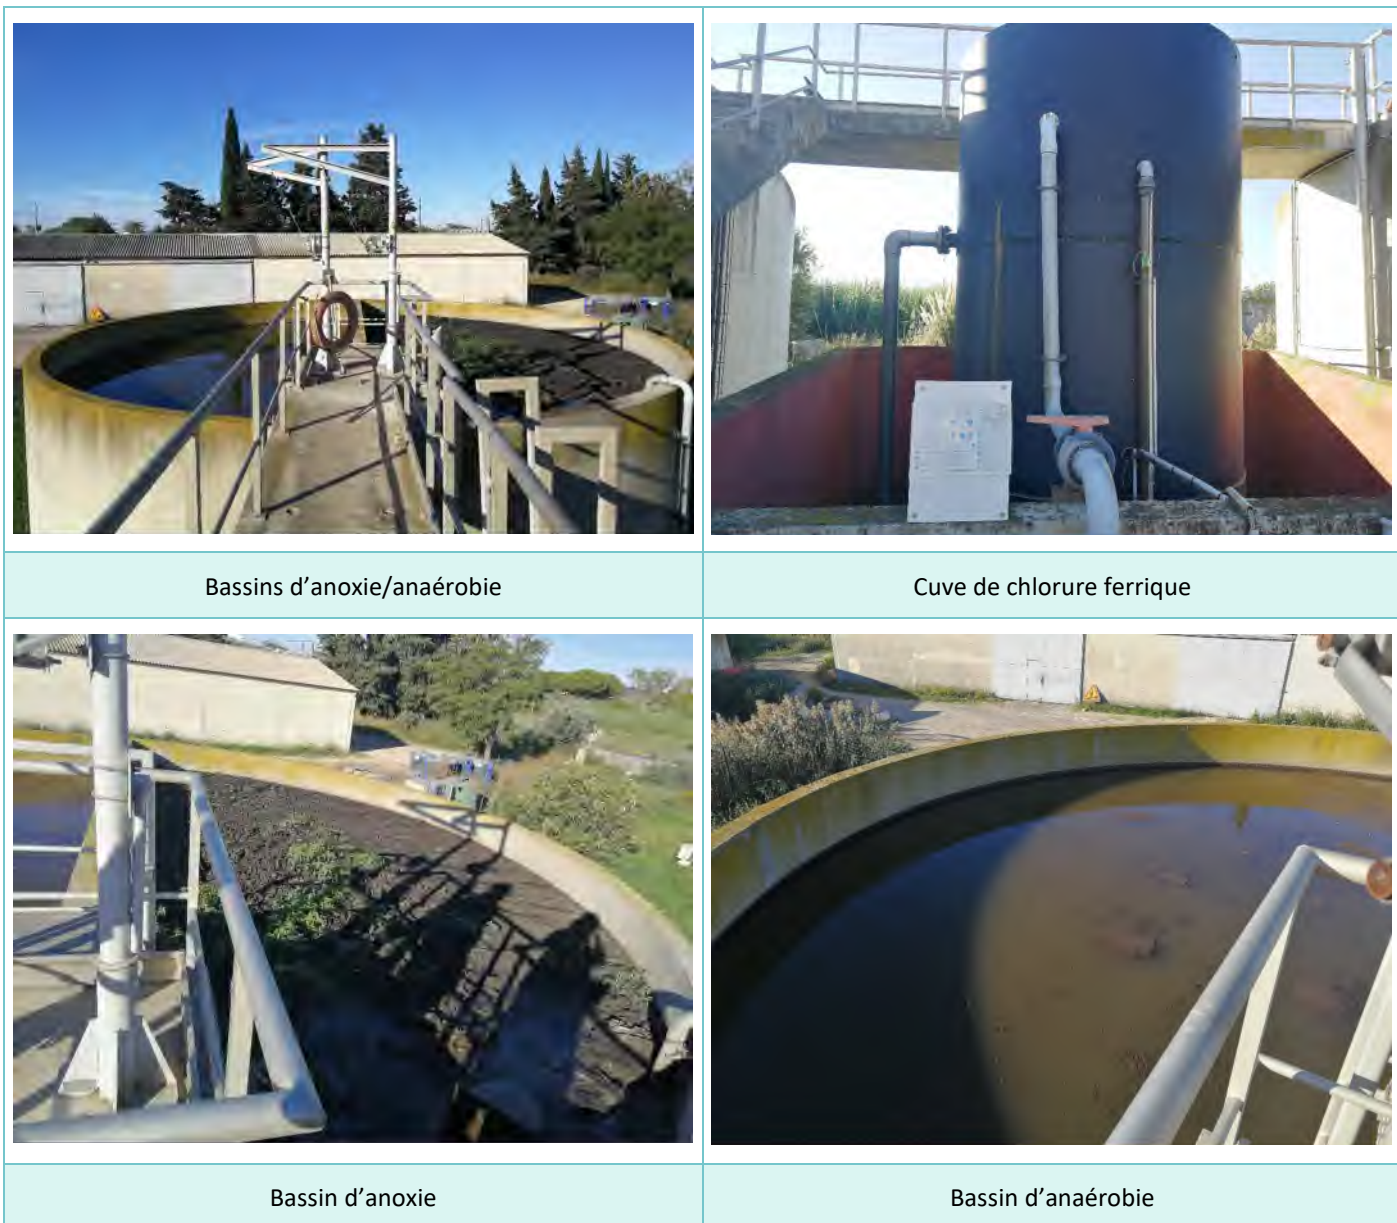 Bassins d’anoxie/anaérobie
Cuve de chlorure ferrique
Bassin d’anoxie
Bassin d’anaérobie